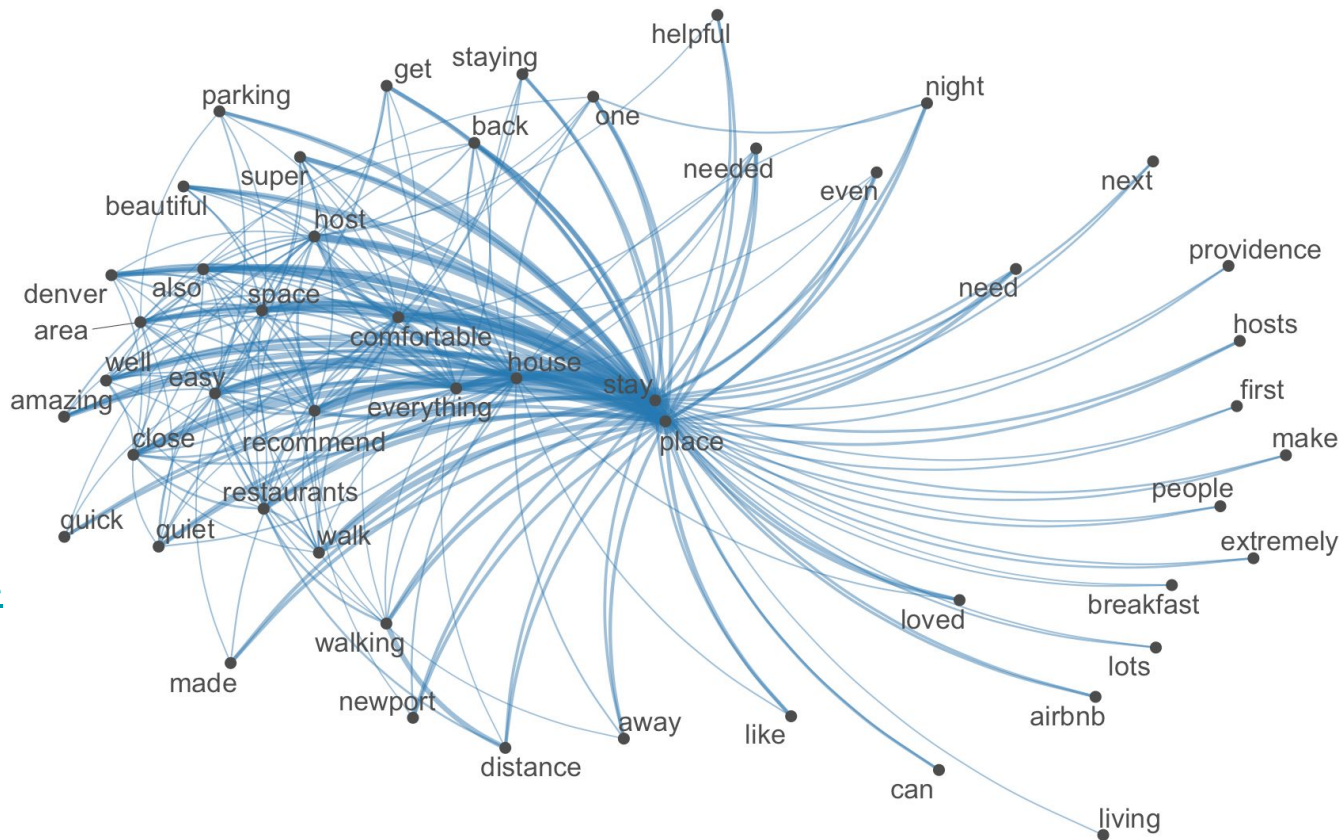 helpful
staying
get
night
parking
one
back
needed
super
next
even
beautiful
host
providence
also
need
denver
space
hosts
area
comfortable
well
house
easy
stay
first
amazing
everything
close
recommend
place
make
people
restaurants
quick
quiet
walk
extremely
breakfast
loved
walking
lots
made
newport
airbnb
away
like
distance
can
living